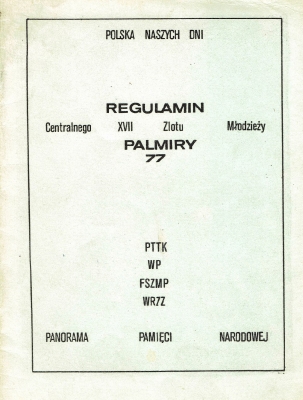 POLSKA NASZYCH DNI
REGULAMIN
Centralnego XVII Zlotu Młodzieży
PALMIRY
77
PTTK
WP
FSZMP
WRZZ
PANORAMA PAMIĘCI NARODOWEJ